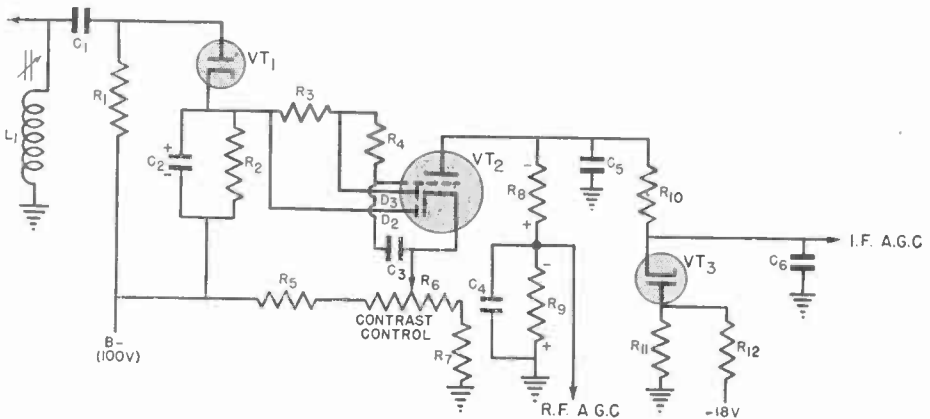 C1
VT1
R1
L1
R3
R4
VT2
C2
+
-
R2
D3
D2
R8
-
+
C5
R10
I.F. A.G.C
VT3
C6
C3
R6
R5
CONTRAST
CONTROL
R7
C4
-
R9
+
R11
R12
B-
(100V)
R.F. A G.C
-18V